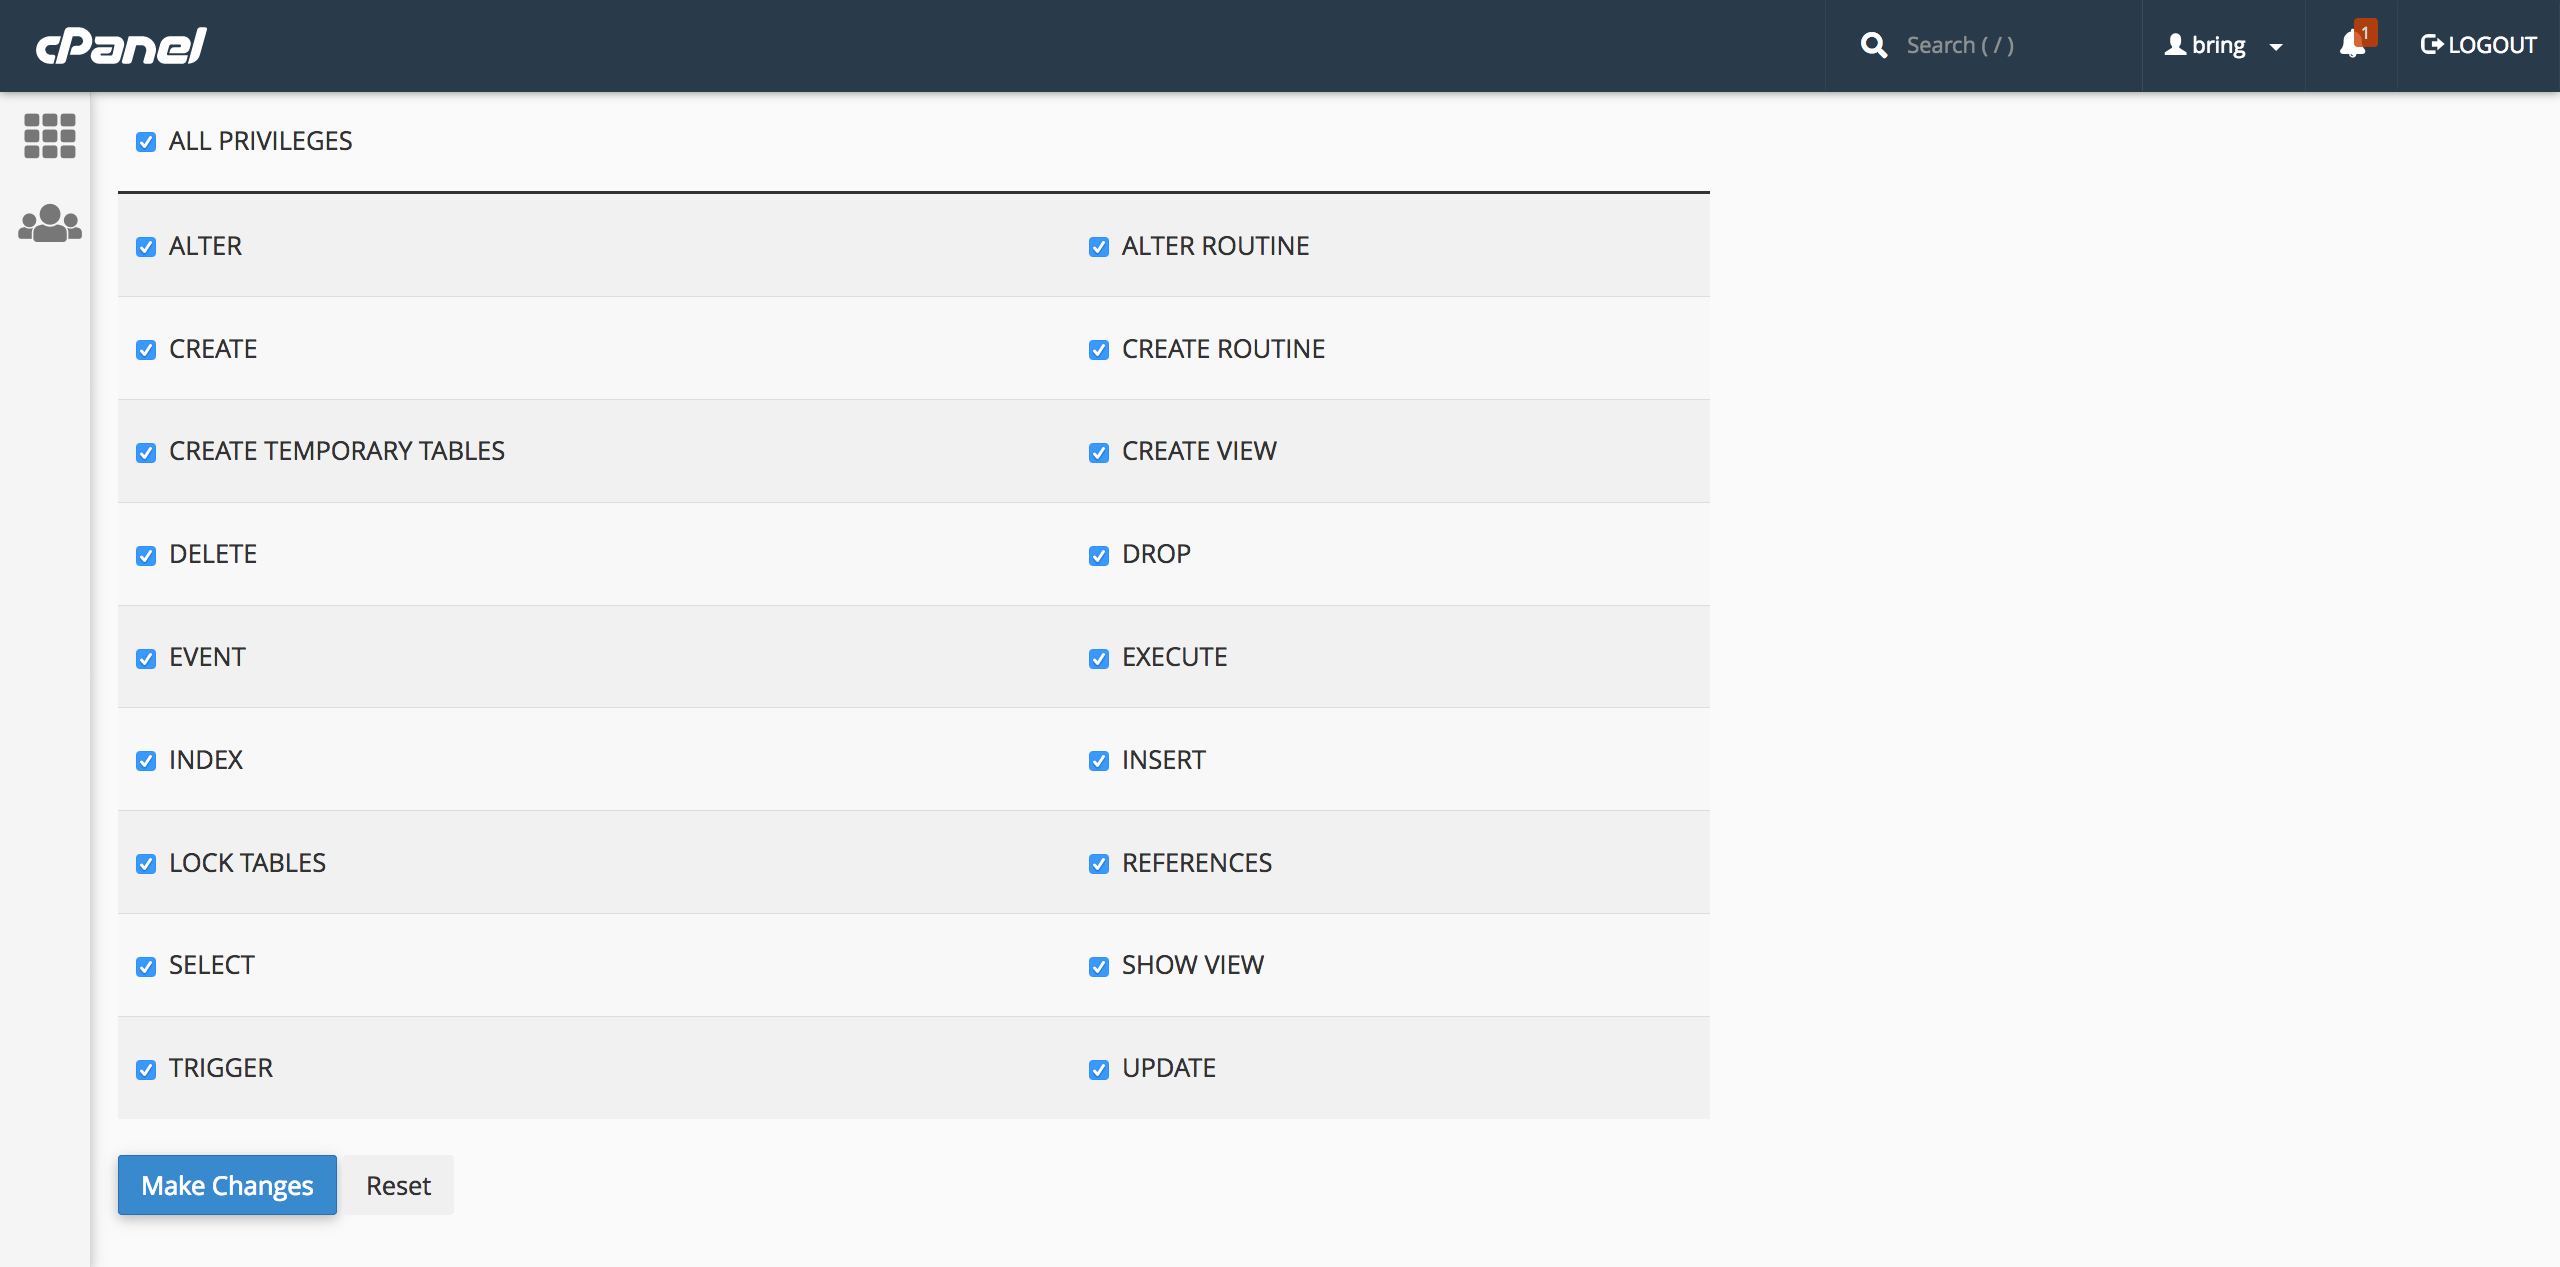 cPanel
Search ( / )
bring
1
LOGOUT
ALL PRIVILEGES
ALTER
ALTER ROUTINE
CREATE
CREATE ROUTINE
CREATE TEMPORARY TABLES
CREATE VIEW
DELETE
DROP
EVENT
EXECUTE
INDEX
INSERT
LOCK TABLES
REFERENCES
SELECT
SHOW VIEW
TRIGGER
UPDATE
Make Changes
Reset